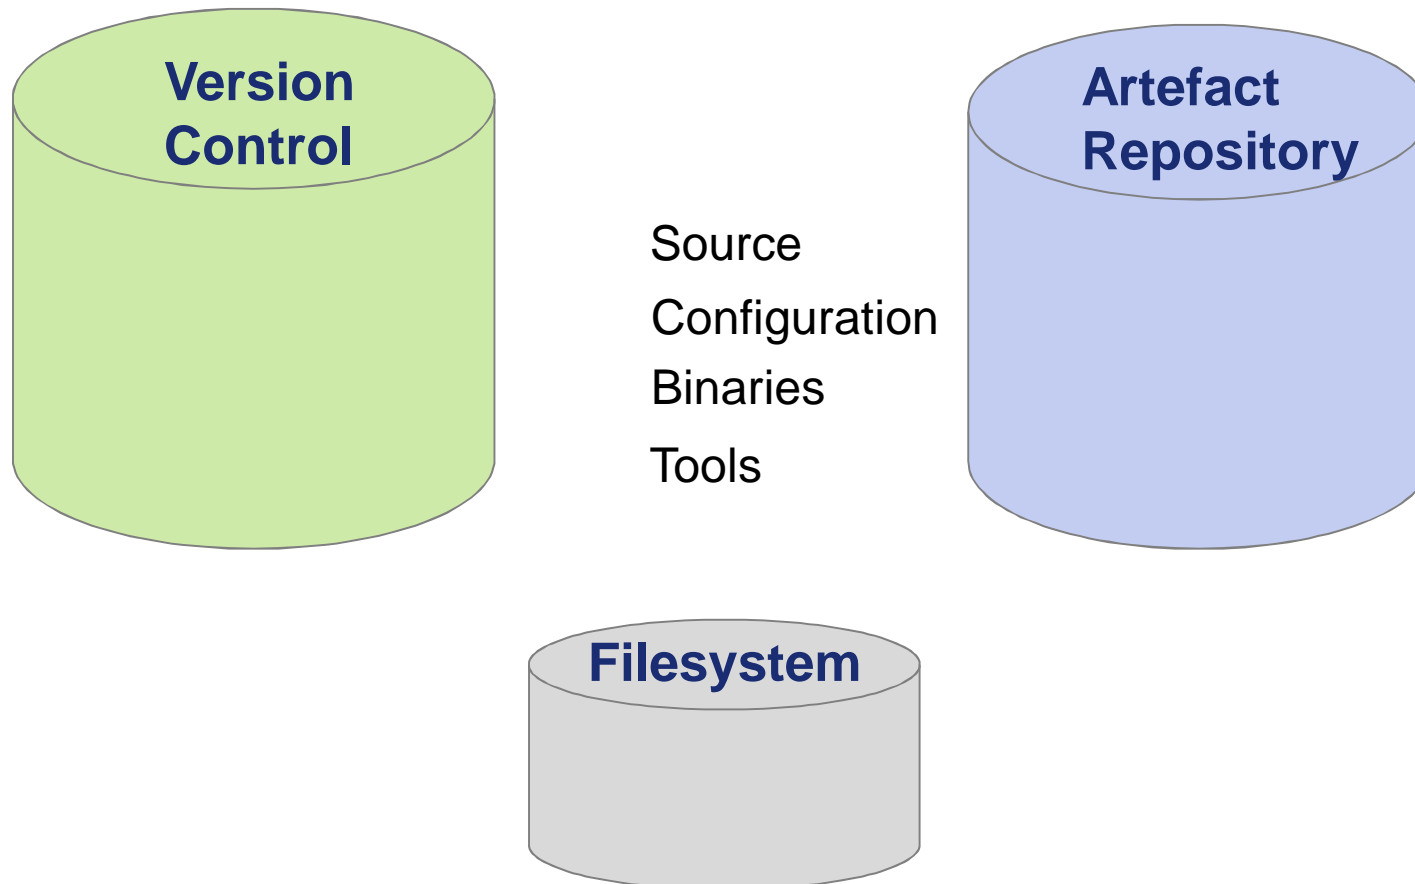 Version
Control
Artefact
Repository
Source
Configuration
Binaries
Tools
Filesystem